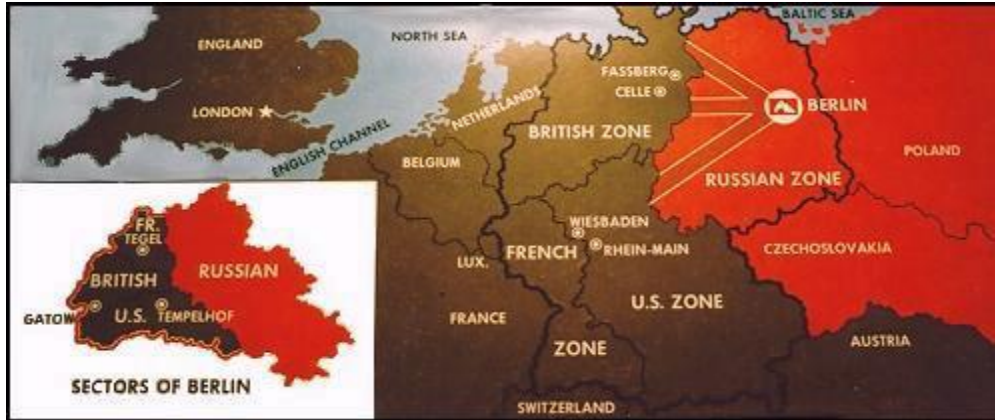 ENGLAND
LONDON
NORTH SEA
ENGLISH CHANNEL
NETHERLANDS
BELGIUM
LUX.
FRANCE
SWITZERLAND
FASSBERG
CELLE
BRITISH ZONE
WIESBADEN
RHEIN-MAIN
FRENCH
ZONE
U.S. ZONE
BALTIC SEA
BERLIN
RUSSIAN ZONE
POLAND
CZECHOSLOVAKIA
AUSTRIA
FR.
TEGEL
BRITISH
RUSSIAN
GATOW
U.S.
TEMPELHOF
SECTORS OF BERLIN